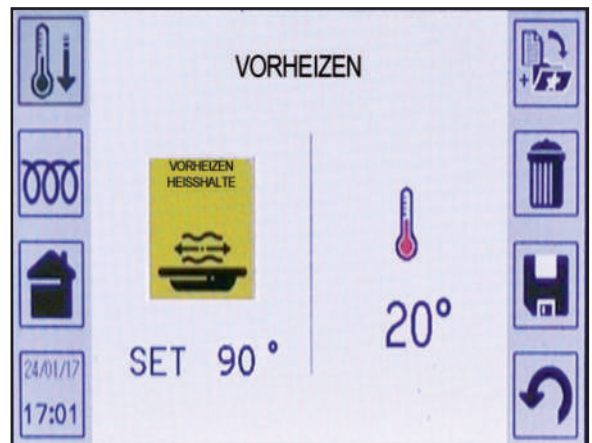 VORHEIZEN
VORHEIZEN
HEISSHALTE
SET 90°
20°
24/01/17
17:01